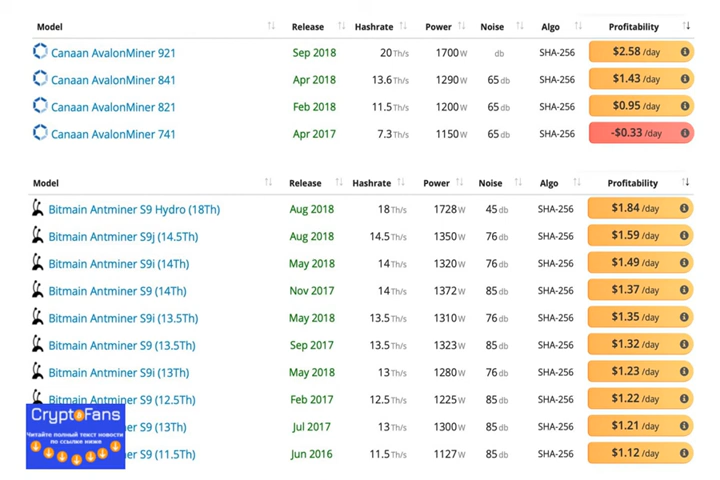 Model Release Hashrate Power Noise Algo Profitability
Canaan AvalonMiner 921 Sep 2018 20 Th/s 1700 W db SHA-256 $2.58 /day
Canaan AvalonMiner 841 Apr 2018 13.6 Th/s 1290 W 65 db SHA-256 $1.43 /day
Canaan AvalonMiner 821 Feb 2018 11.5 Th/s 1200 W 65 db SHA-256 $0.95 /day
Canaan AvalonMiner 741 Apr 2017 7.3 Th/s 1150 W 65 db SHA-256 -$0.33 /day
Model Release Hashrate Power Noise Algo Profitability
Bitmain Antminer S9 Hydro (18Th) Aug 2018 18 Th/s 1728 W 45 db SHA-256 $1.84 /day
Bitmain Antminer S9j (14.5Th) Aug 2018 14.5 Th/s 1350 W 76 db SHA-256 $1.59 /day
Bitmain Antminer S9i (14Th) May 2018 14 Th/s 1320 W 76 db SHA-256 $1.49 /day
Bitmain Antminer S9 (14Th) Nov 2017 14 Th/s 1372 W 85 db SHA-256 $1.37 /day
Bitmain Antminer S9i (13.5Th) May 2018 13.5 Th/s 1310 W 76 db SHA-256 $1.35 /day
Bitmain Antminer S9 (13.5Th) Sep 2017 13.5 Th/s 1323 W 85 db SHA-256 $1.32 /day
Bitmain Antminer S9i (13Th) May 2018 13 Th/s 1280 W 76 db SHA-256 $1.23 /day
Bitmain Antminer S9 (12.5Th) Feb 2017 12.5 Th/s 1225 W 85 db SHA-256 $1.22 /day
CryptoFans
er S9 (13Th) Jul 2017 13 Th/s 1300 W 85 db SHA-256 $1.21 /day
Читайте полный текст новости
по ссылке ниже
er S9 (11.5Th) Jun 2016 11.5 Th/s 1127 W 85 db SHA-256 $1.12 /day